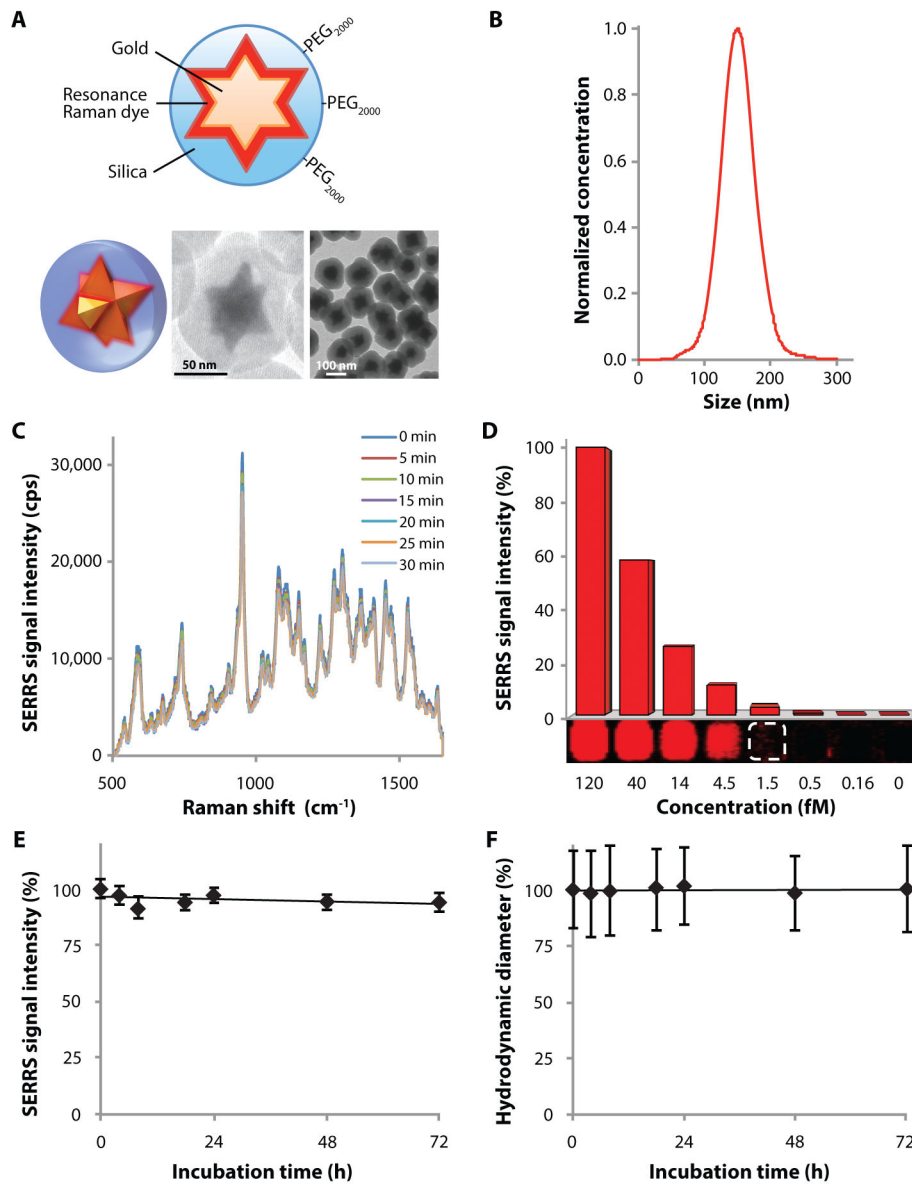 A
Gold
Resonance
Raman dye
Silica
-PEG2000
-PEG2000
-PEG2000
50 nm
100 nm
B
Normalized concentration
1.0
0.8
0.6
0.4
0.2
0.0
0 100 200 300
Size (nm)
C
SERRS signal intensity (cps)
30,000
20,000
10,000
0
500 1000 1500
Raman shift (cm-1)
0 min
5 min
10 min
15 min
20 min
25 min
30 min
D
SERRS signal intensity (%)
100
80
60
40
20
0
120 40 14 4.5 1.5 0.5 0.16 0
Concentration (fM)
E
SERRS signal intensity (%)
100
75
50
25
0
0 24 48 72
Incubation time (h)
F
Hydrodynamic diameter (%)
100
75
50
25
0
0 24 48 72
Incubation time (h)